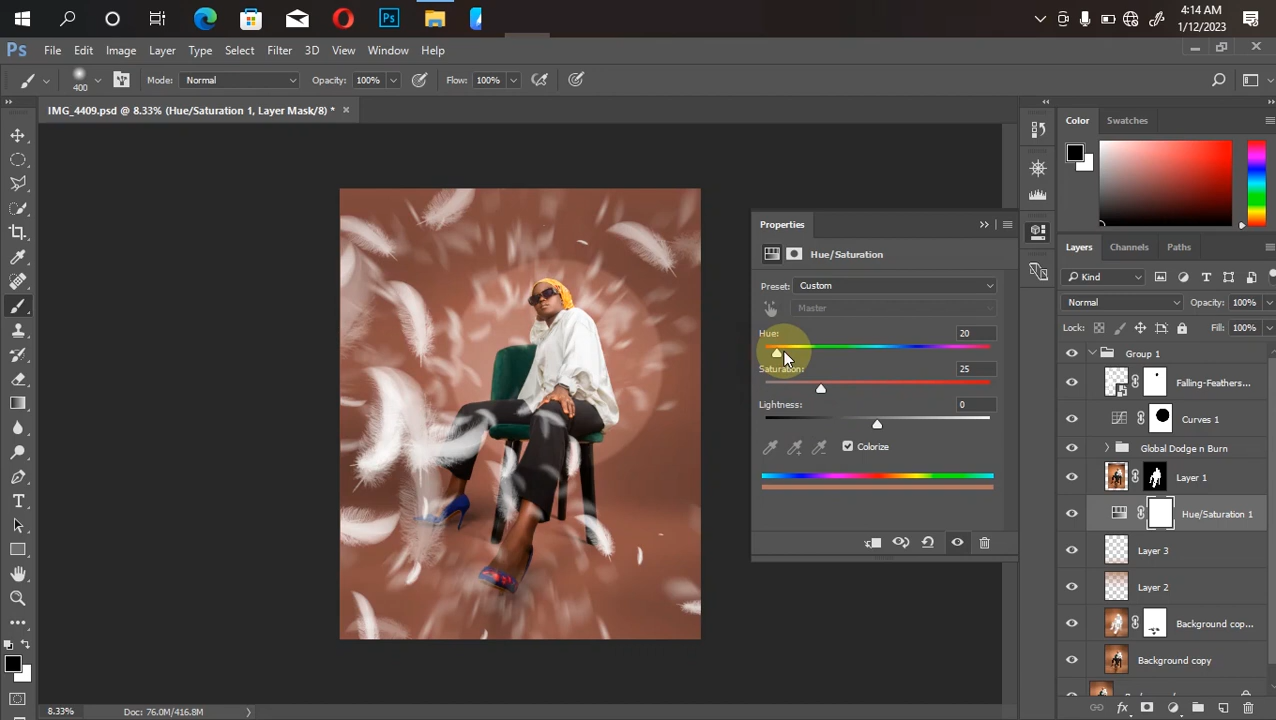 4:14 AM
1/12/2023
Ps
Ps File Edit Image Layer Type Select Filter 3D View Window Help
400 Mode: Normal Opacity: 100% Flow: 100%
IMG_4409.psd @ 8.33% (Hue/Saturation 1, Layer Mask/8) * ×
Color Swatches
Properties
Hue/Saturation
Preset: Custom
Master
Hue: 20
Saturation: 25
Lightness: 0
Colorize
Layers Channels Paths
Kind
Normal Opacity: 100%
Lock: Fill: 100%
Group 1
Falling-Feathers...
Curves 1
Global Dodge n Burn
Layer 1
Hue/Saturation 1
Layer 3
Layer 2
Background cop...
Background copy
8.33% Doc: 76.0M/416.8M